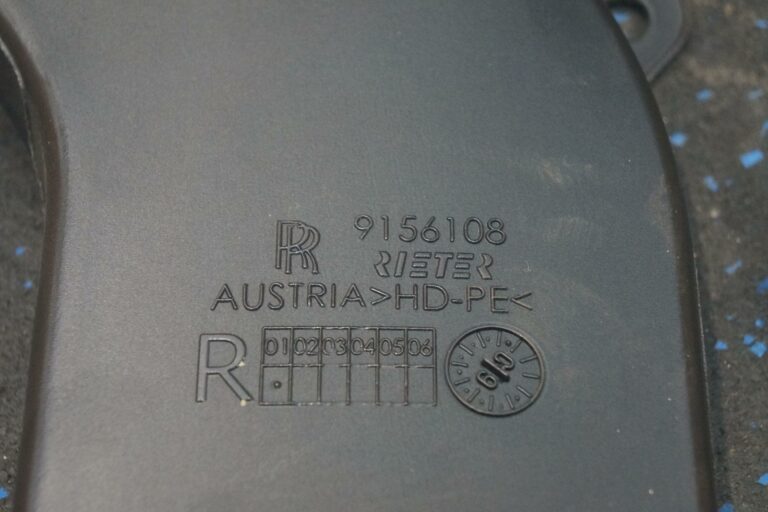 RR 9156108
RIETER
AUSTRIA>HD-PE<
R 01 02 03 04 05 06